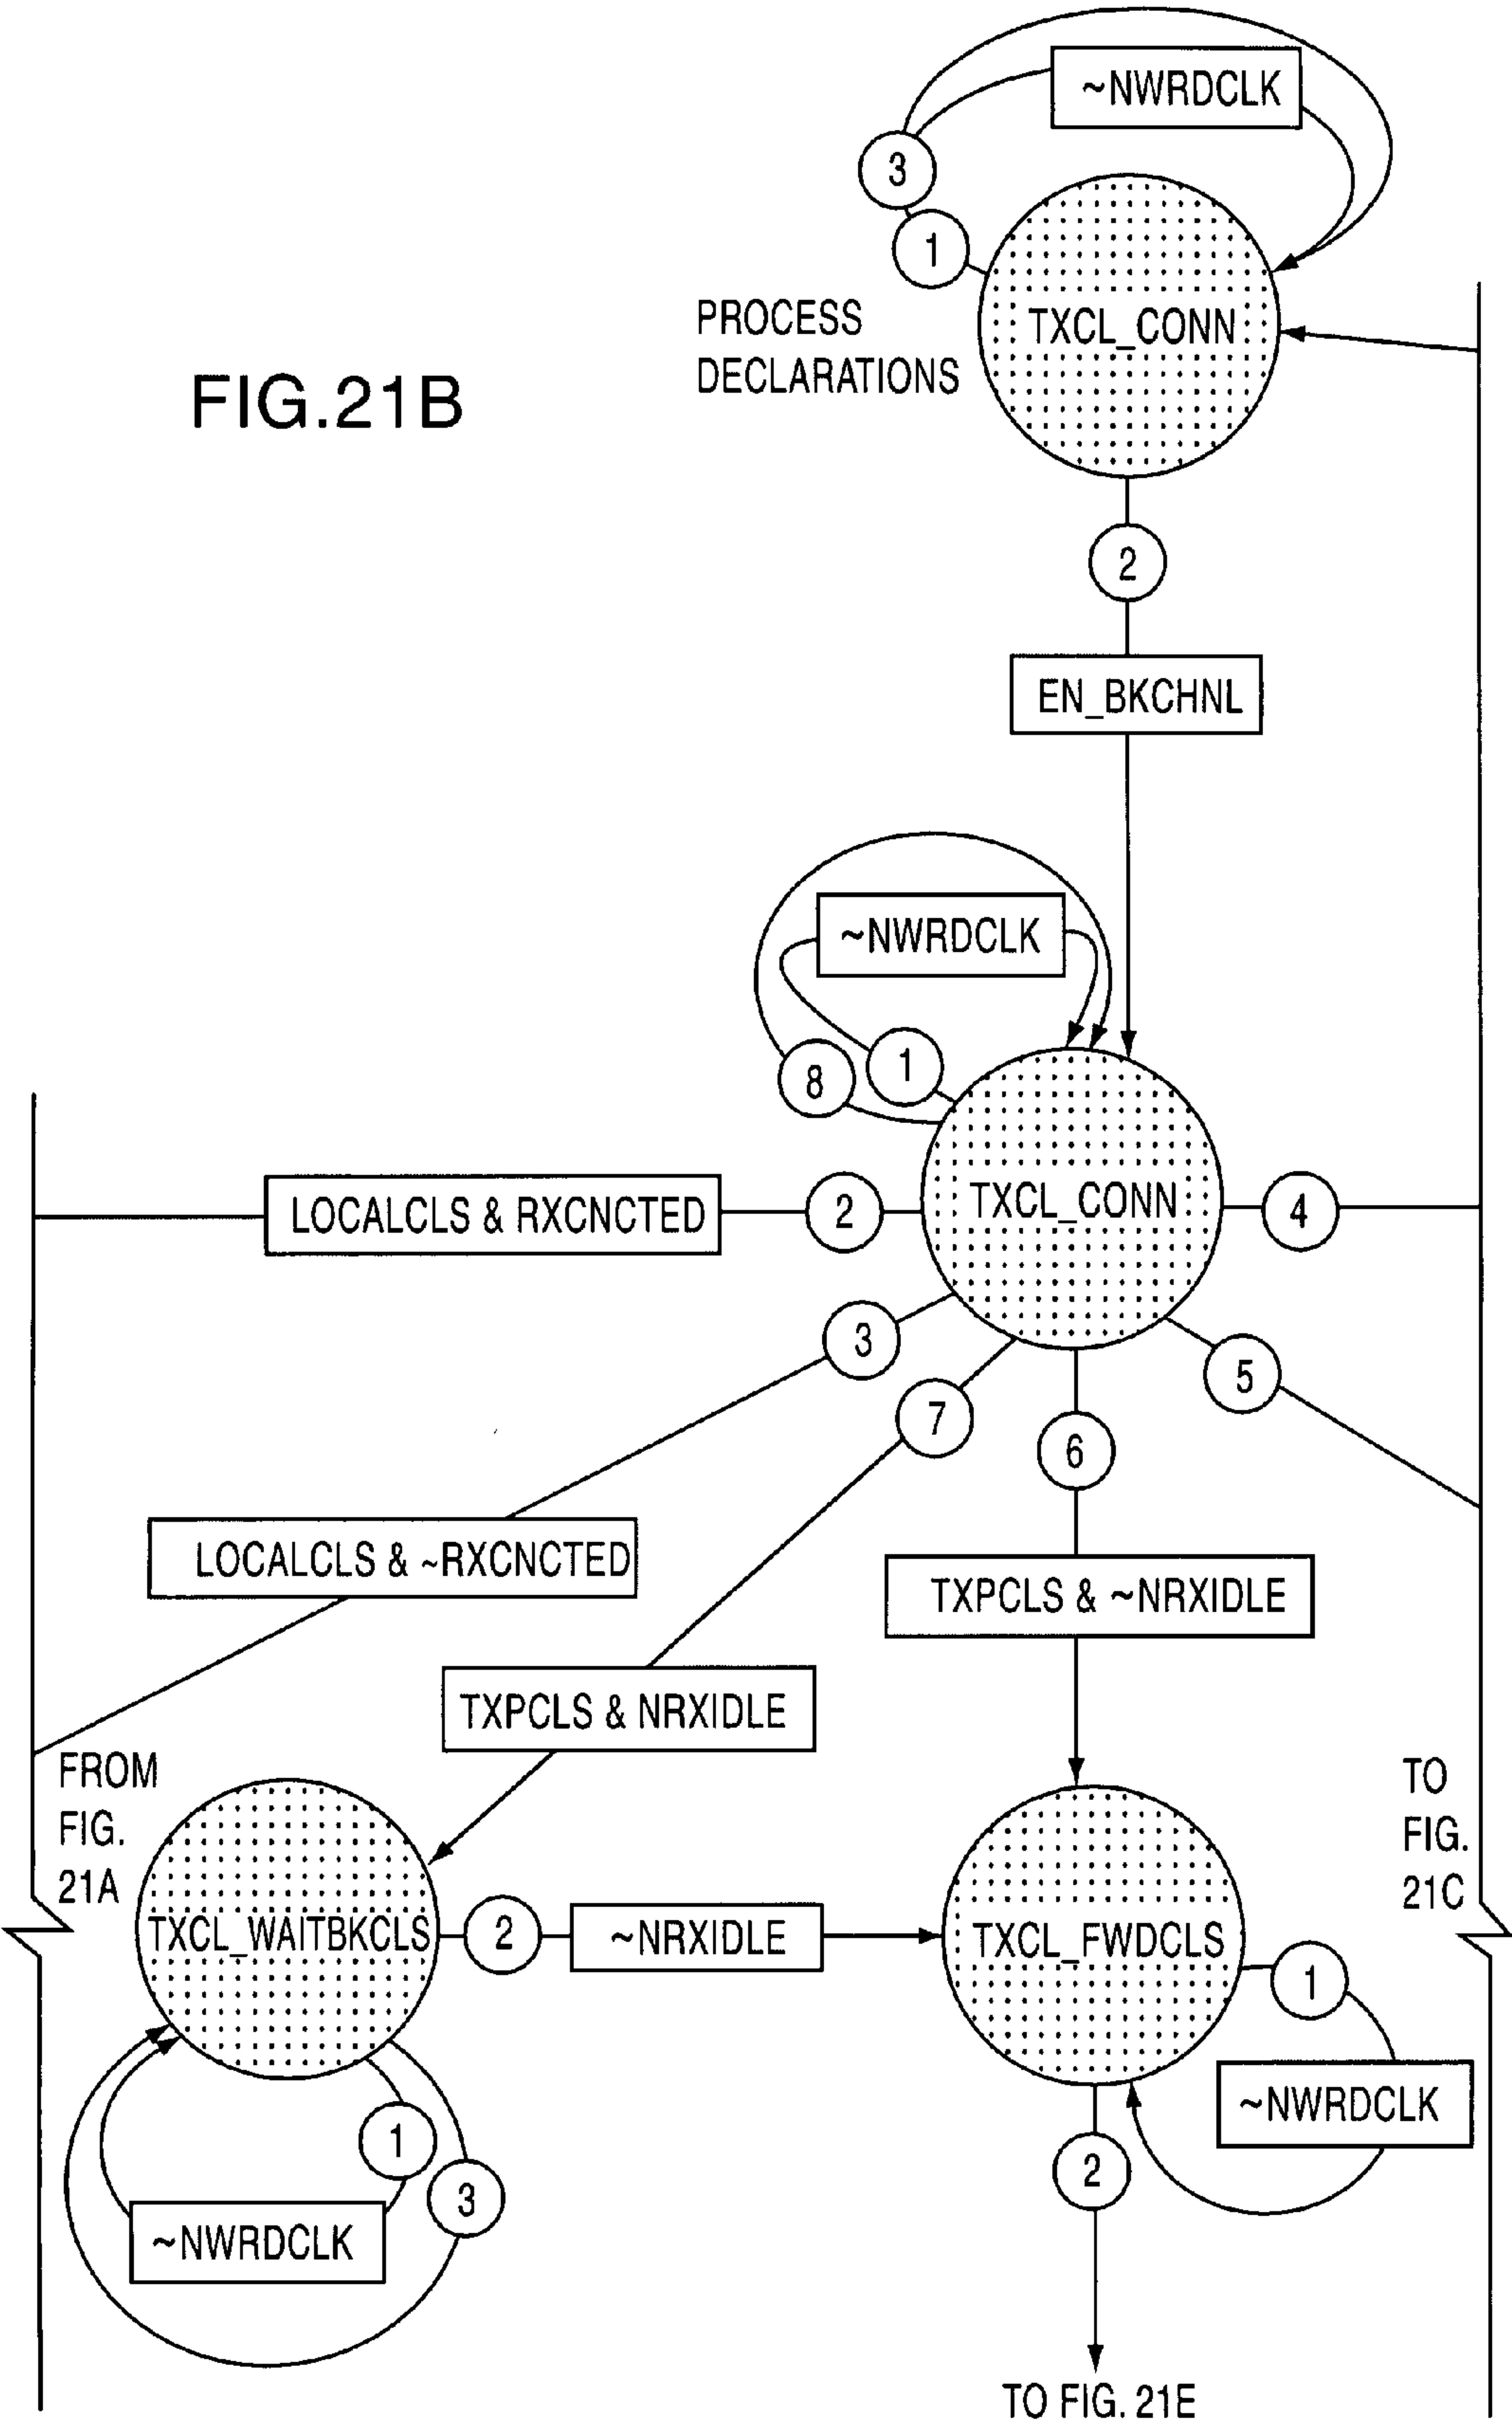 ~NWRDCLK
3
1
TXCL_CONN
PROCESS
DECLARATIONS
FIG.21B
2
EN_BKCHNL
~NWRDCLK
8
1
TXCL_CONN
LOCALCLS & RXCNCTED
2
4
3
7
6
5
LOCALCLS & ~RXCNCTED
TXPCLS & ~NRXIDLE
TXPCLS & NRXIDLE
FROM
FIG.
21A
TO
FIG.
21C
TXCL_WAITBKCLS
2
~NRXIDLE
TXCL_FWDCLS
1
~NWRDCLK
1
3
~NWRDCLK
2
TO FIG. 21E